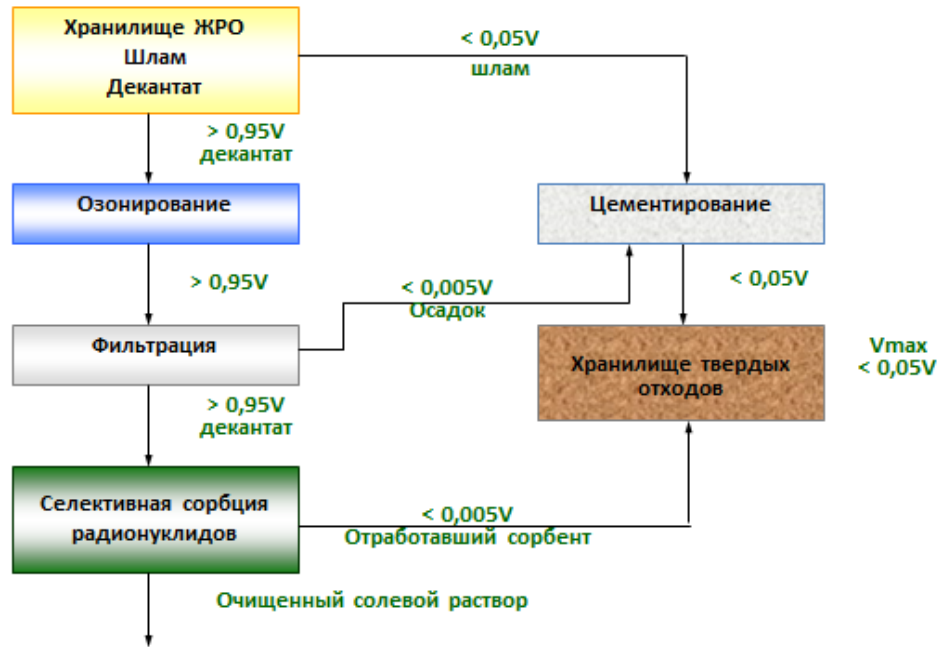 Хранилище ЖРО
Шлам
Декантат
< 0,05V
шлам
> 0,95V
декантат
Озонирование
Цементирование
> 0,95V
< 0,005V
Осадок
< 0,05V
Фильтрация
Хранилище твердых
отходов
Vmax
< 0,05V
> 0,95V
декантат
Селективная сорбция
радионуклидов
< 0,005V
Отработавший сорбент
Очищенный солевой раствор